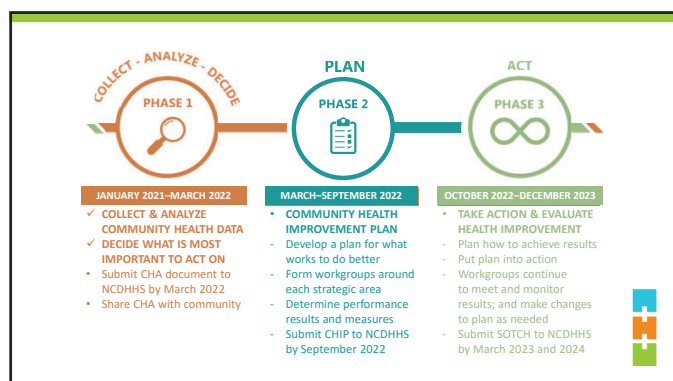 COLLECT - ANALYZE - DECIDE
PHASE 1
JANUARY 2021–MARCH 2022
✓ COLLECT & ANALYZE
COMMUNITY HEALTH DATA
✓ DECIDE WHAT IS MOST
IMPORTANT TO ACT ON
• Submit CHA document to
NCDHHS by March 2022
• Share CHA with community
PLAN
PHASE 2
MARCH–SEPTEMBER 2022
• COMMUNITY HEALTH
IMPROVEMENT PLAN
- Develop a plan for what
works to do better
- Form workgroups around
each strategic area
- Determine performance
results and measures
- Submit CHIP to NCDHHS
by September 2022
ACT
PHASE 3
OCTOBER 2022–DECEMBER 2023
• TAKE ACTION & EVALUATE
HEALTH IMPROVEMENT
- Plan how to achieve results
- Put plan into action
- Workgroups continue
to meet and monitor
results; and make changes
to plan as needed
- Submit SOTCH to NCDHHS
by March 2023 and 2024